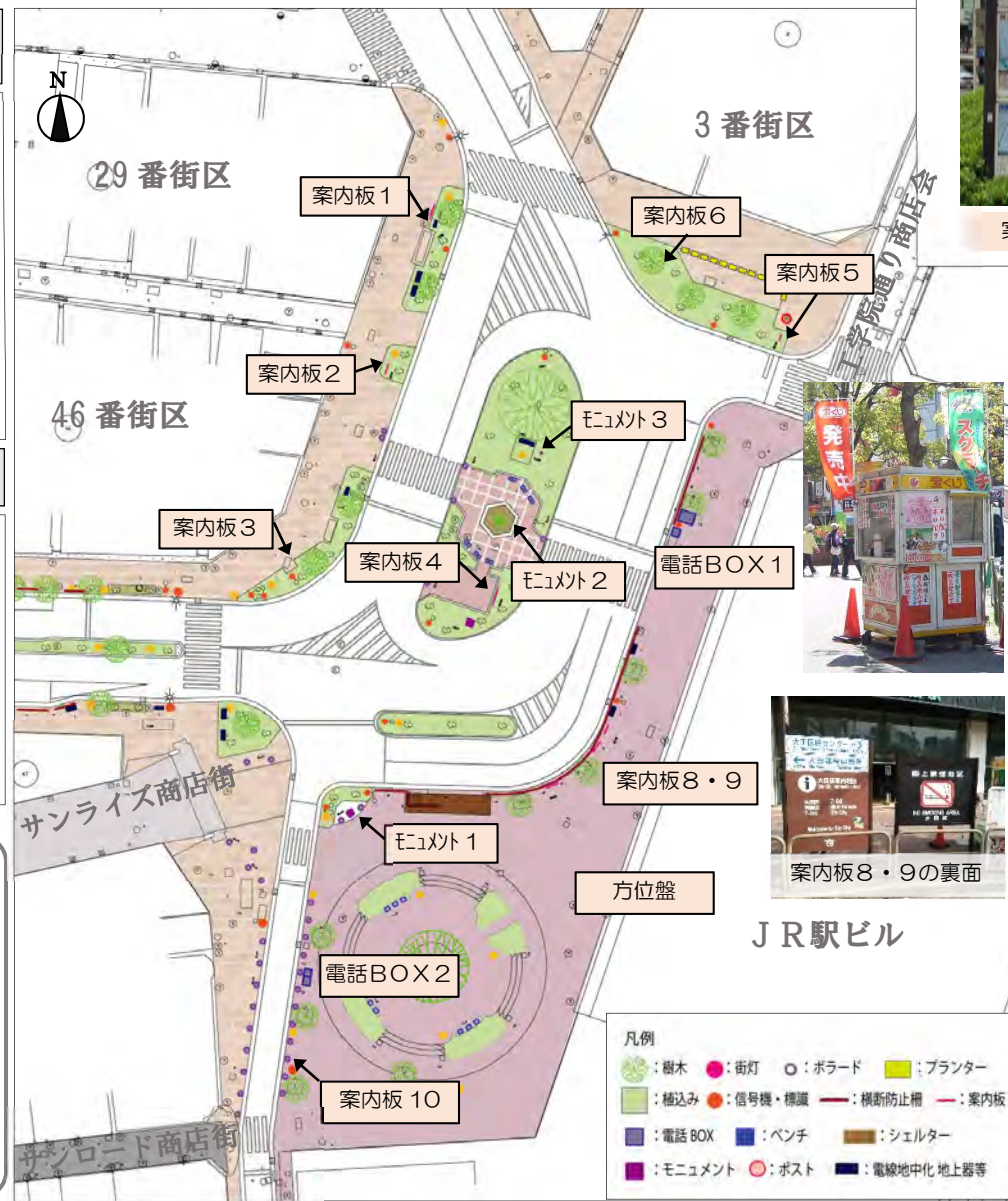 N
29 番街区
3 番街区
46 番街区
案内板1
案内板6
案内板5
工学院通り商店会
案内板2
モニュメント3
案内板3
案内板4
モニュメント2
電話BOX1
発売中
スクラ
案内板8・9
案内板8・9の裏面
サンライズ商店街
モニュメント1
方位盤
JR駅ビル
電話BOX2
案内板10
サンロード商店街
凡例
:樹木 :街灯 :ボラード :プランター
:植込み :信号機・標識 :横断防止柵 :案内板
:電話 BOX :ベンチ :シェルター
:モニュメント :ポスト :電線地中化 地上器等